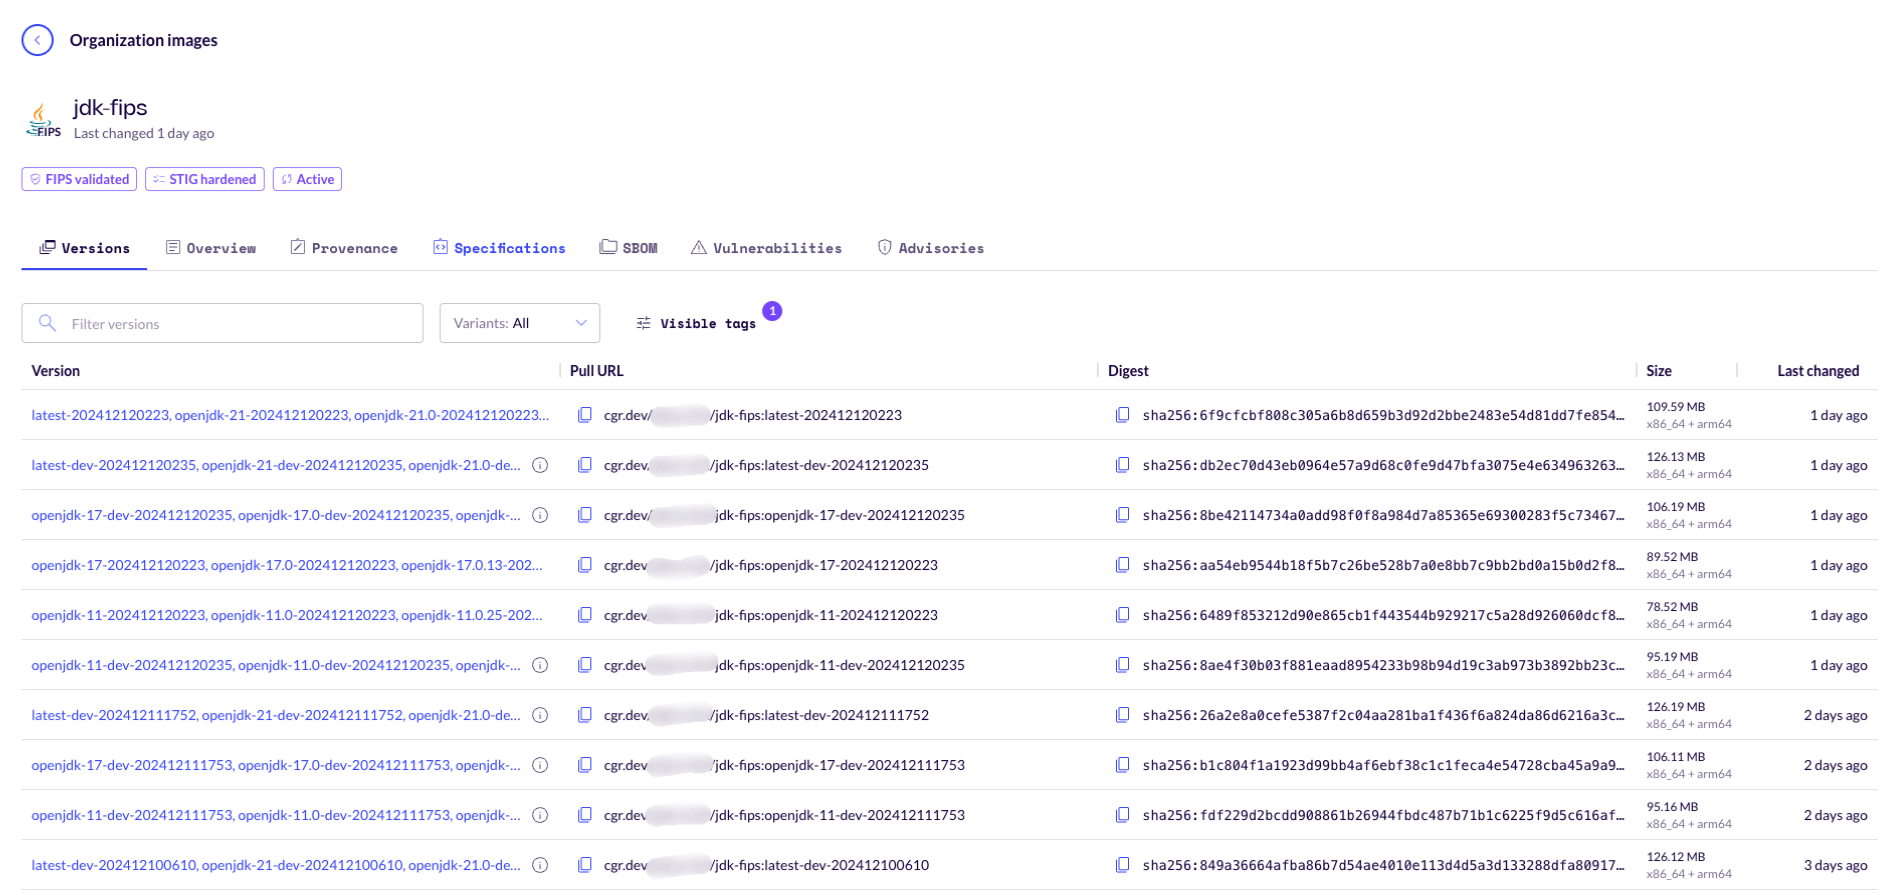 Organization images
jdk-fips
FIPS
Last changed 1 day ago
FIPS validated STIG hardened Active
Versions Overview Provenance Specifications SBOM Vulnerabilities Advisories
Filter versions Variants: All Visible tags 1
Version Pull URL Digest Size Last changed
latest-202412120223, openjdk-21-202412120223, openjdk-21.0-202412120223... cgr.dev/ /jdk-fips:latest-202412120223 sha256:6f9cfcbf808c305a6b8d659b3d92d2bbe2483e54d81dd7fe854… 109.59 MB 1 day ago
x86_64 + arm64
latest-dev-202412120235, openjdk-21-dev-202412120235, openjdk-21.0-de... cgr.dev/ /jdk-fips:latest-dev-202412120235 sha256:db2ec70d43eb0964e57a9d68c0fe9d47bfa3075e4e634963263… 126.13 MB 1 day ago
x86_64 + arm64
openjdk-17-dev-202412120235, openjdk-17.0-dev-202412120235, openjdk-... cgr.dev/ jdk-fips:openjdk-17-dev-202412120235 sha256:8be42114734a0add98f0f8a984d7a85365e69300283f5c73467… 106.19 MB 1 day ago
x86_64 + arm64
openjdk-17-202412120223, openjdk-17.0-202412120223, openjdk-17.0.13-202... cgr.dev /jdk-fips:openjdk-17-202412120223 sha256:aa54eb9544b18f5b7c26be528b7a0e8bb7c9bb2bd0a15b0d2f8… 89.52 MB 1 day ago
x86_64 + arm64
openjdk-11-202412120223, openjdk-11.0-202412120223, openjdk-11.0.25-202... cgr.dev jdk-fips:openjdk-11-202412120223 sha256:6489f853212d90e865cb1f443544b929217c5a28d926060dcf8… 78.52 MB 1 day ago
x86_64 + arm64
openjdk-11-dev-202412120235, openjdk-11.0-dev-202412120235, openjdk-... cgr.dev jdk-fips:openjdk-11-dev-202412120235 sha256:8ae4f30b03f881eaad8954233b98b94d19c3ab973b3892bb23c… 95.19 MB 1 day ago
x86_64 + arm64
latest-dev-202412111752, openjdk-21-dev-202412111752, openjdk-21.0-de... cgr.dev/ /jdk-fips:latest-dev-202412111752 sha256:26a2e8a0cefe5387f2c04aa281ba1f436f6a824da86d6216a3c… 126.19 MB 2 days ago
x86_64 + arm64
openjdk-17-dev-202412111753, openjdk-17.0-dev-202412111753, openjdk-... cgr.dev /jdk-fips:openjdk-17-dev-202412111753 sha256:b1c804f1a1923d99bb4af6ebf38c1c1feca4e54728cba45a9a9… 106.11 MB 2 days ago
x86_64 + arm64
openjdk-11-dev-202412111753, openjdk-11.0-dev-202412111753, openjdk-... cgr.dev /jdk-fips:openjdk-11-dev-202412111753 sha256:fdf229d2bcdd908861b26944fbdc487b71b1c6225f9d5c616af… 95.16 MB 2 days ago
x86_64 + arm64
latest-dev-202412100610, openjdk-21-dev-202412100610, openjdk-21.0-de... cgr.dev /jdk-fips:latest-dev-202412100610 sha256:849a36664afba86b7d54ae4010e113d4d5a3d133288dfa80917… 126.12 MB 3 days ago
x86_64 + arm64